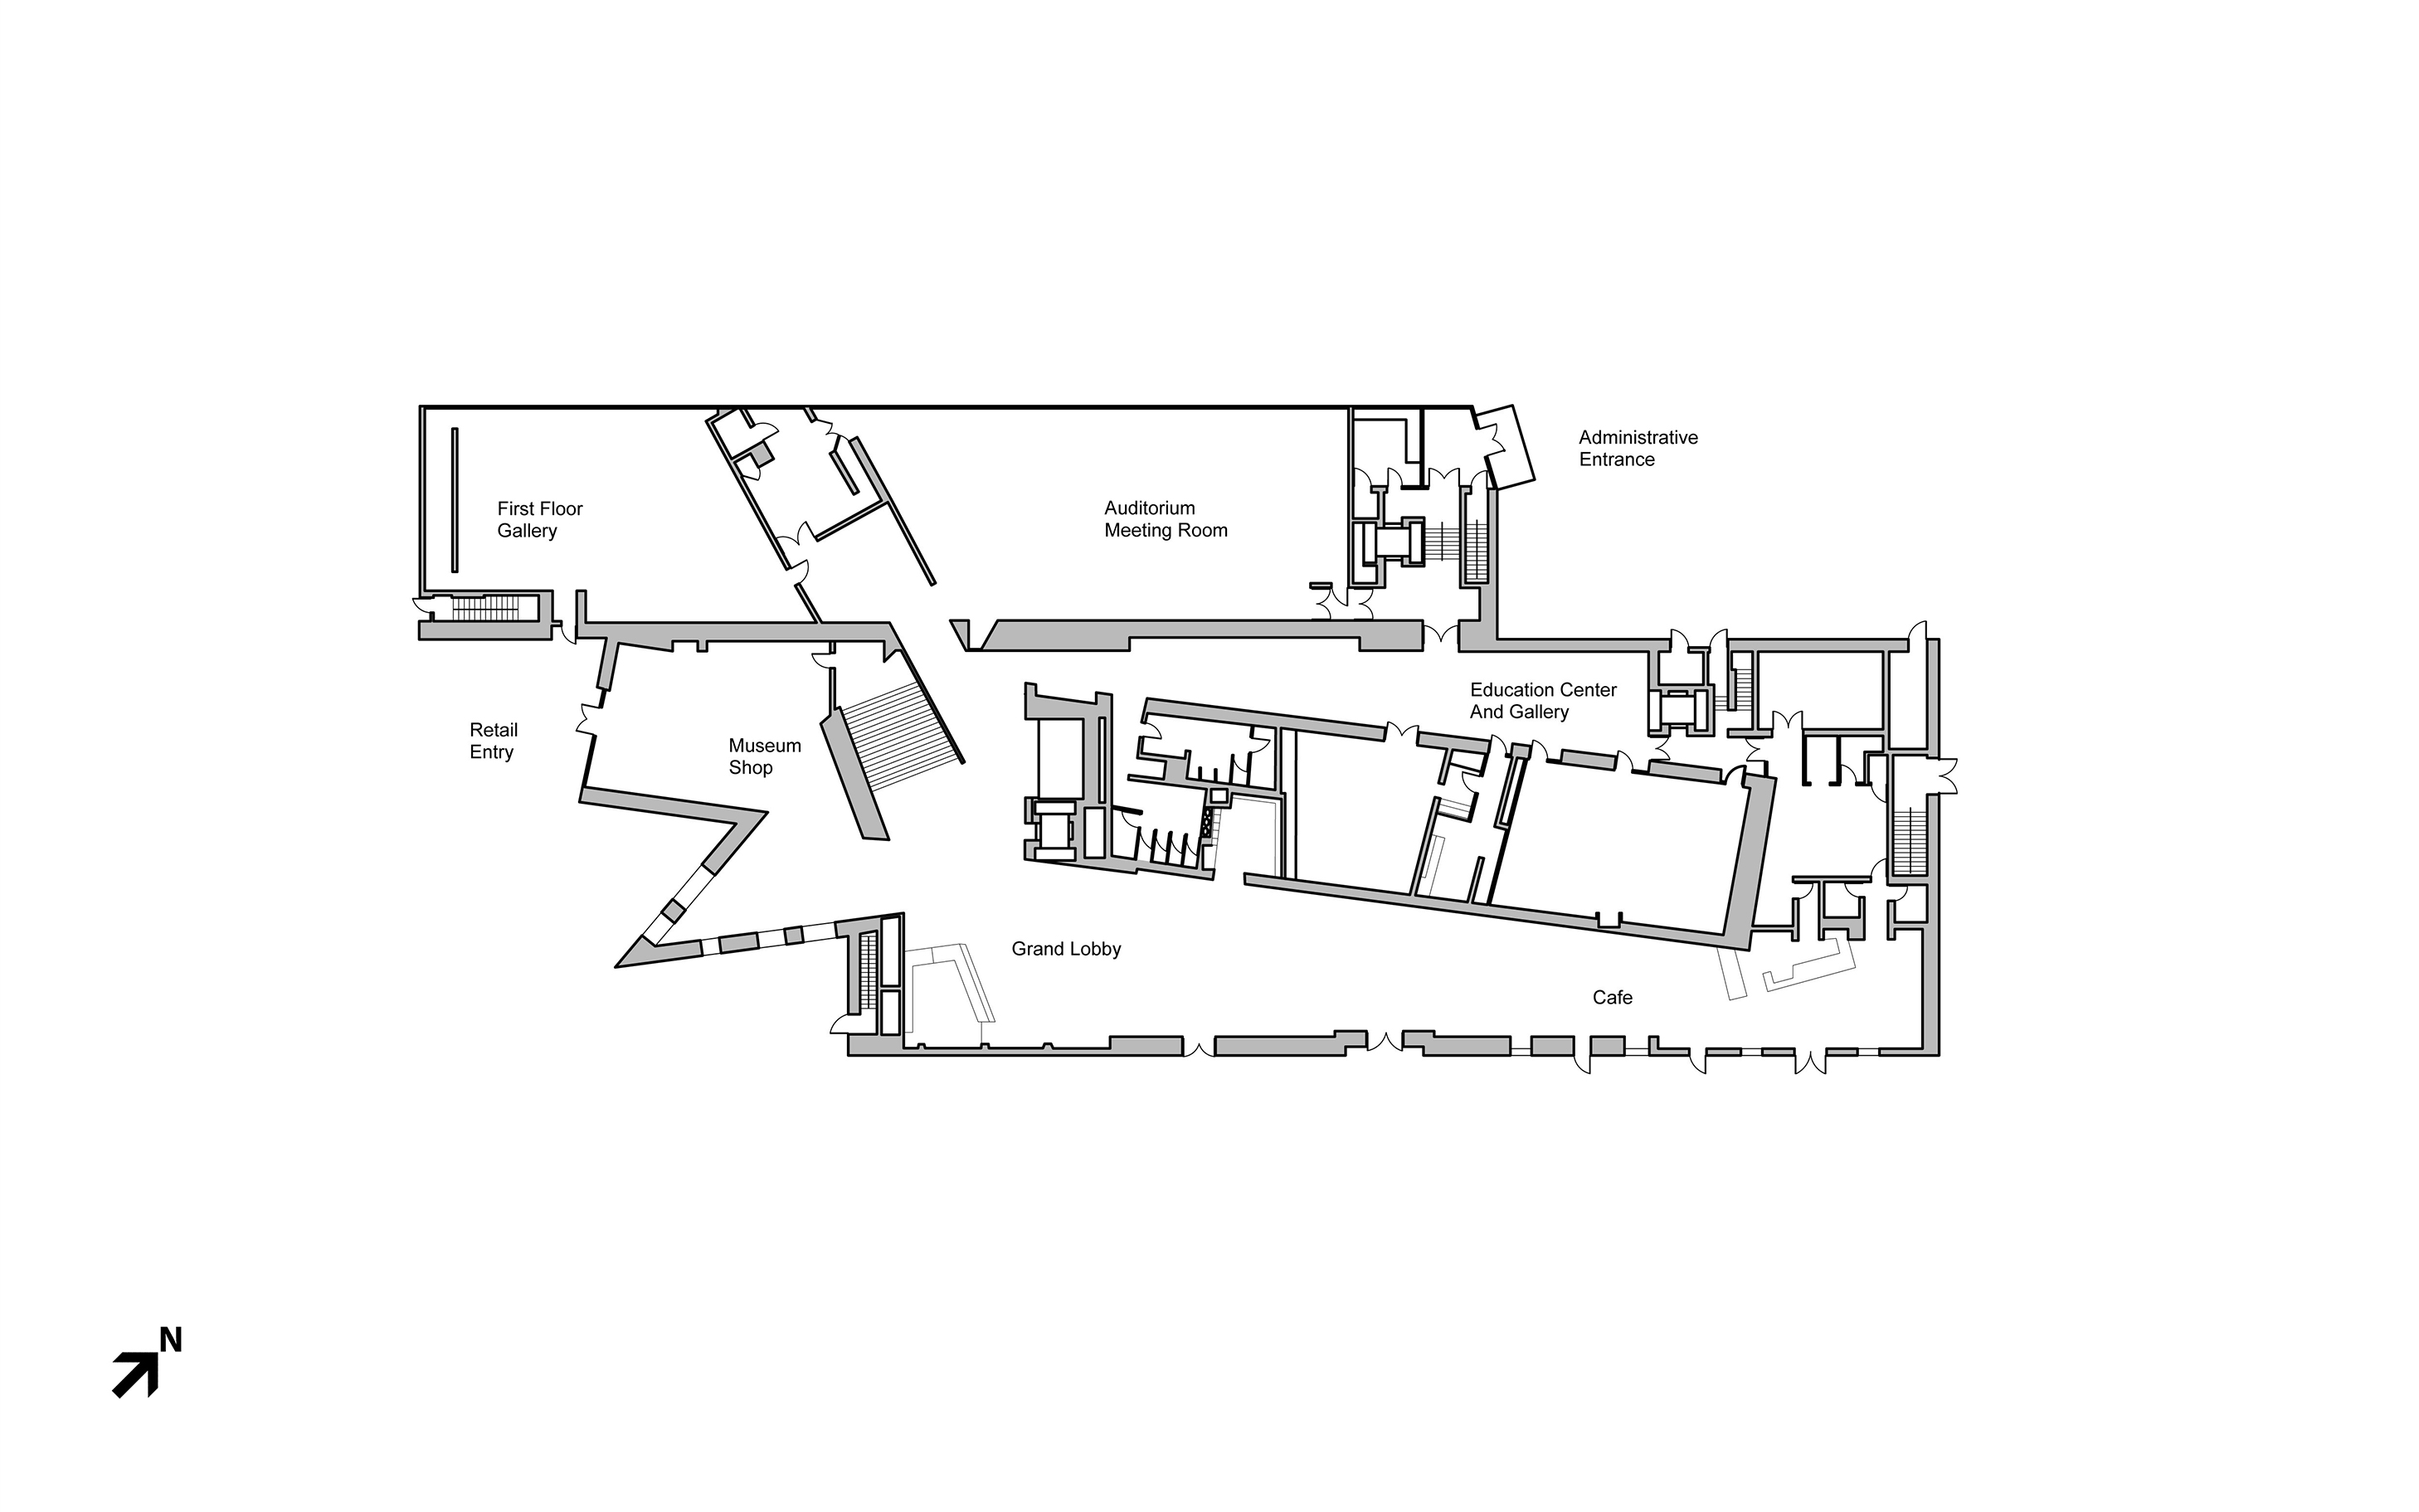 Administrative
Entrance
First Floor
Gallery
Auditorium
Meeting Room
Education Center
And Gallery
Retail
Entry
Museum
Shop
Grand Lobby
Cafe
N